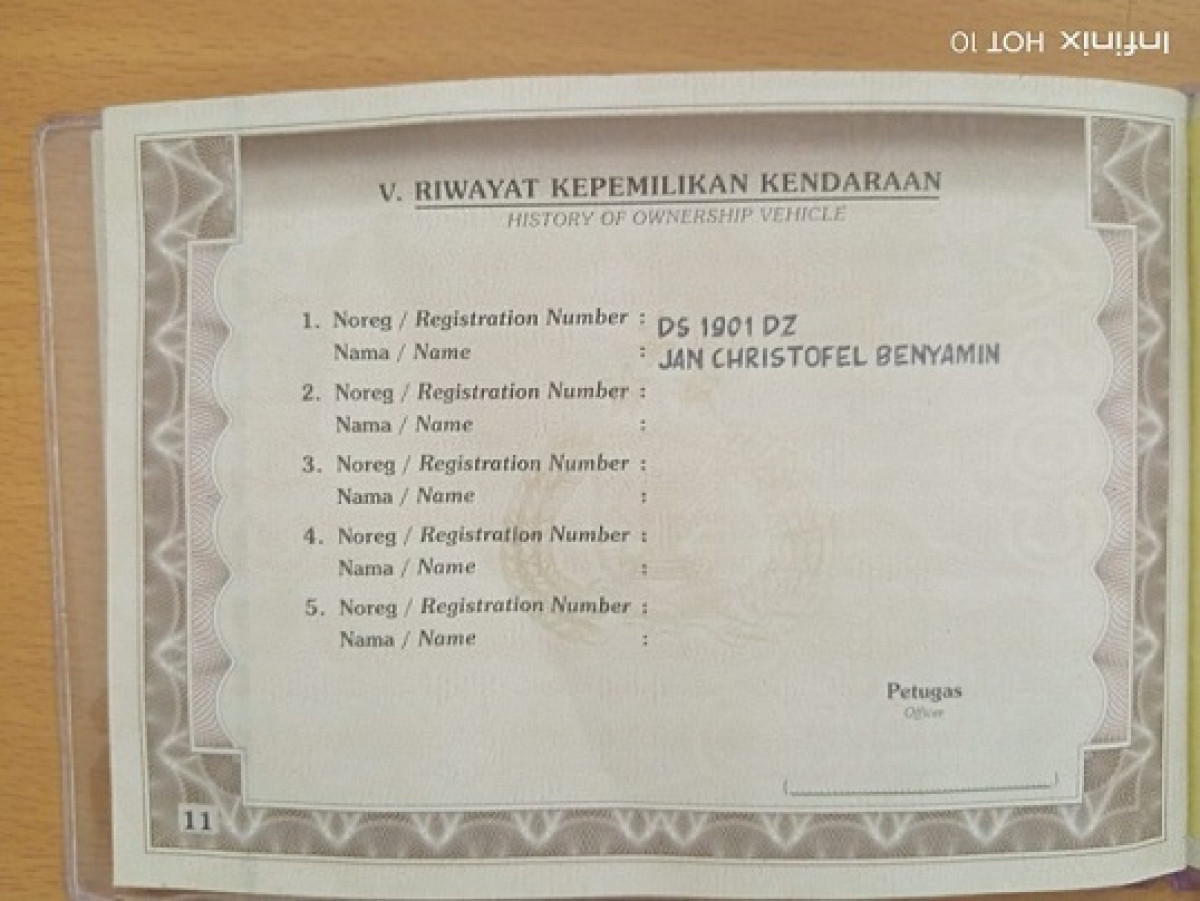 Infinix HOT 10
V. RIWAYAT KEPEMILIKAN KENDARAAN
HISTORY OF OWNERSHIP VEHICLE
1. Noreg / Registration Number : DS 1901 DZ
Nama / Name : JAN CHRISTOFEL BENYAMIN
2. Noreg / Registration Number :
Nama / Name :
3. Noreg / Registration Number :
Nama / Name :
4. Noreg / Registration Number :
Nama / Name :
5. Noreg / Registration Number :
Nama / Name :
Petugas
Officer
11